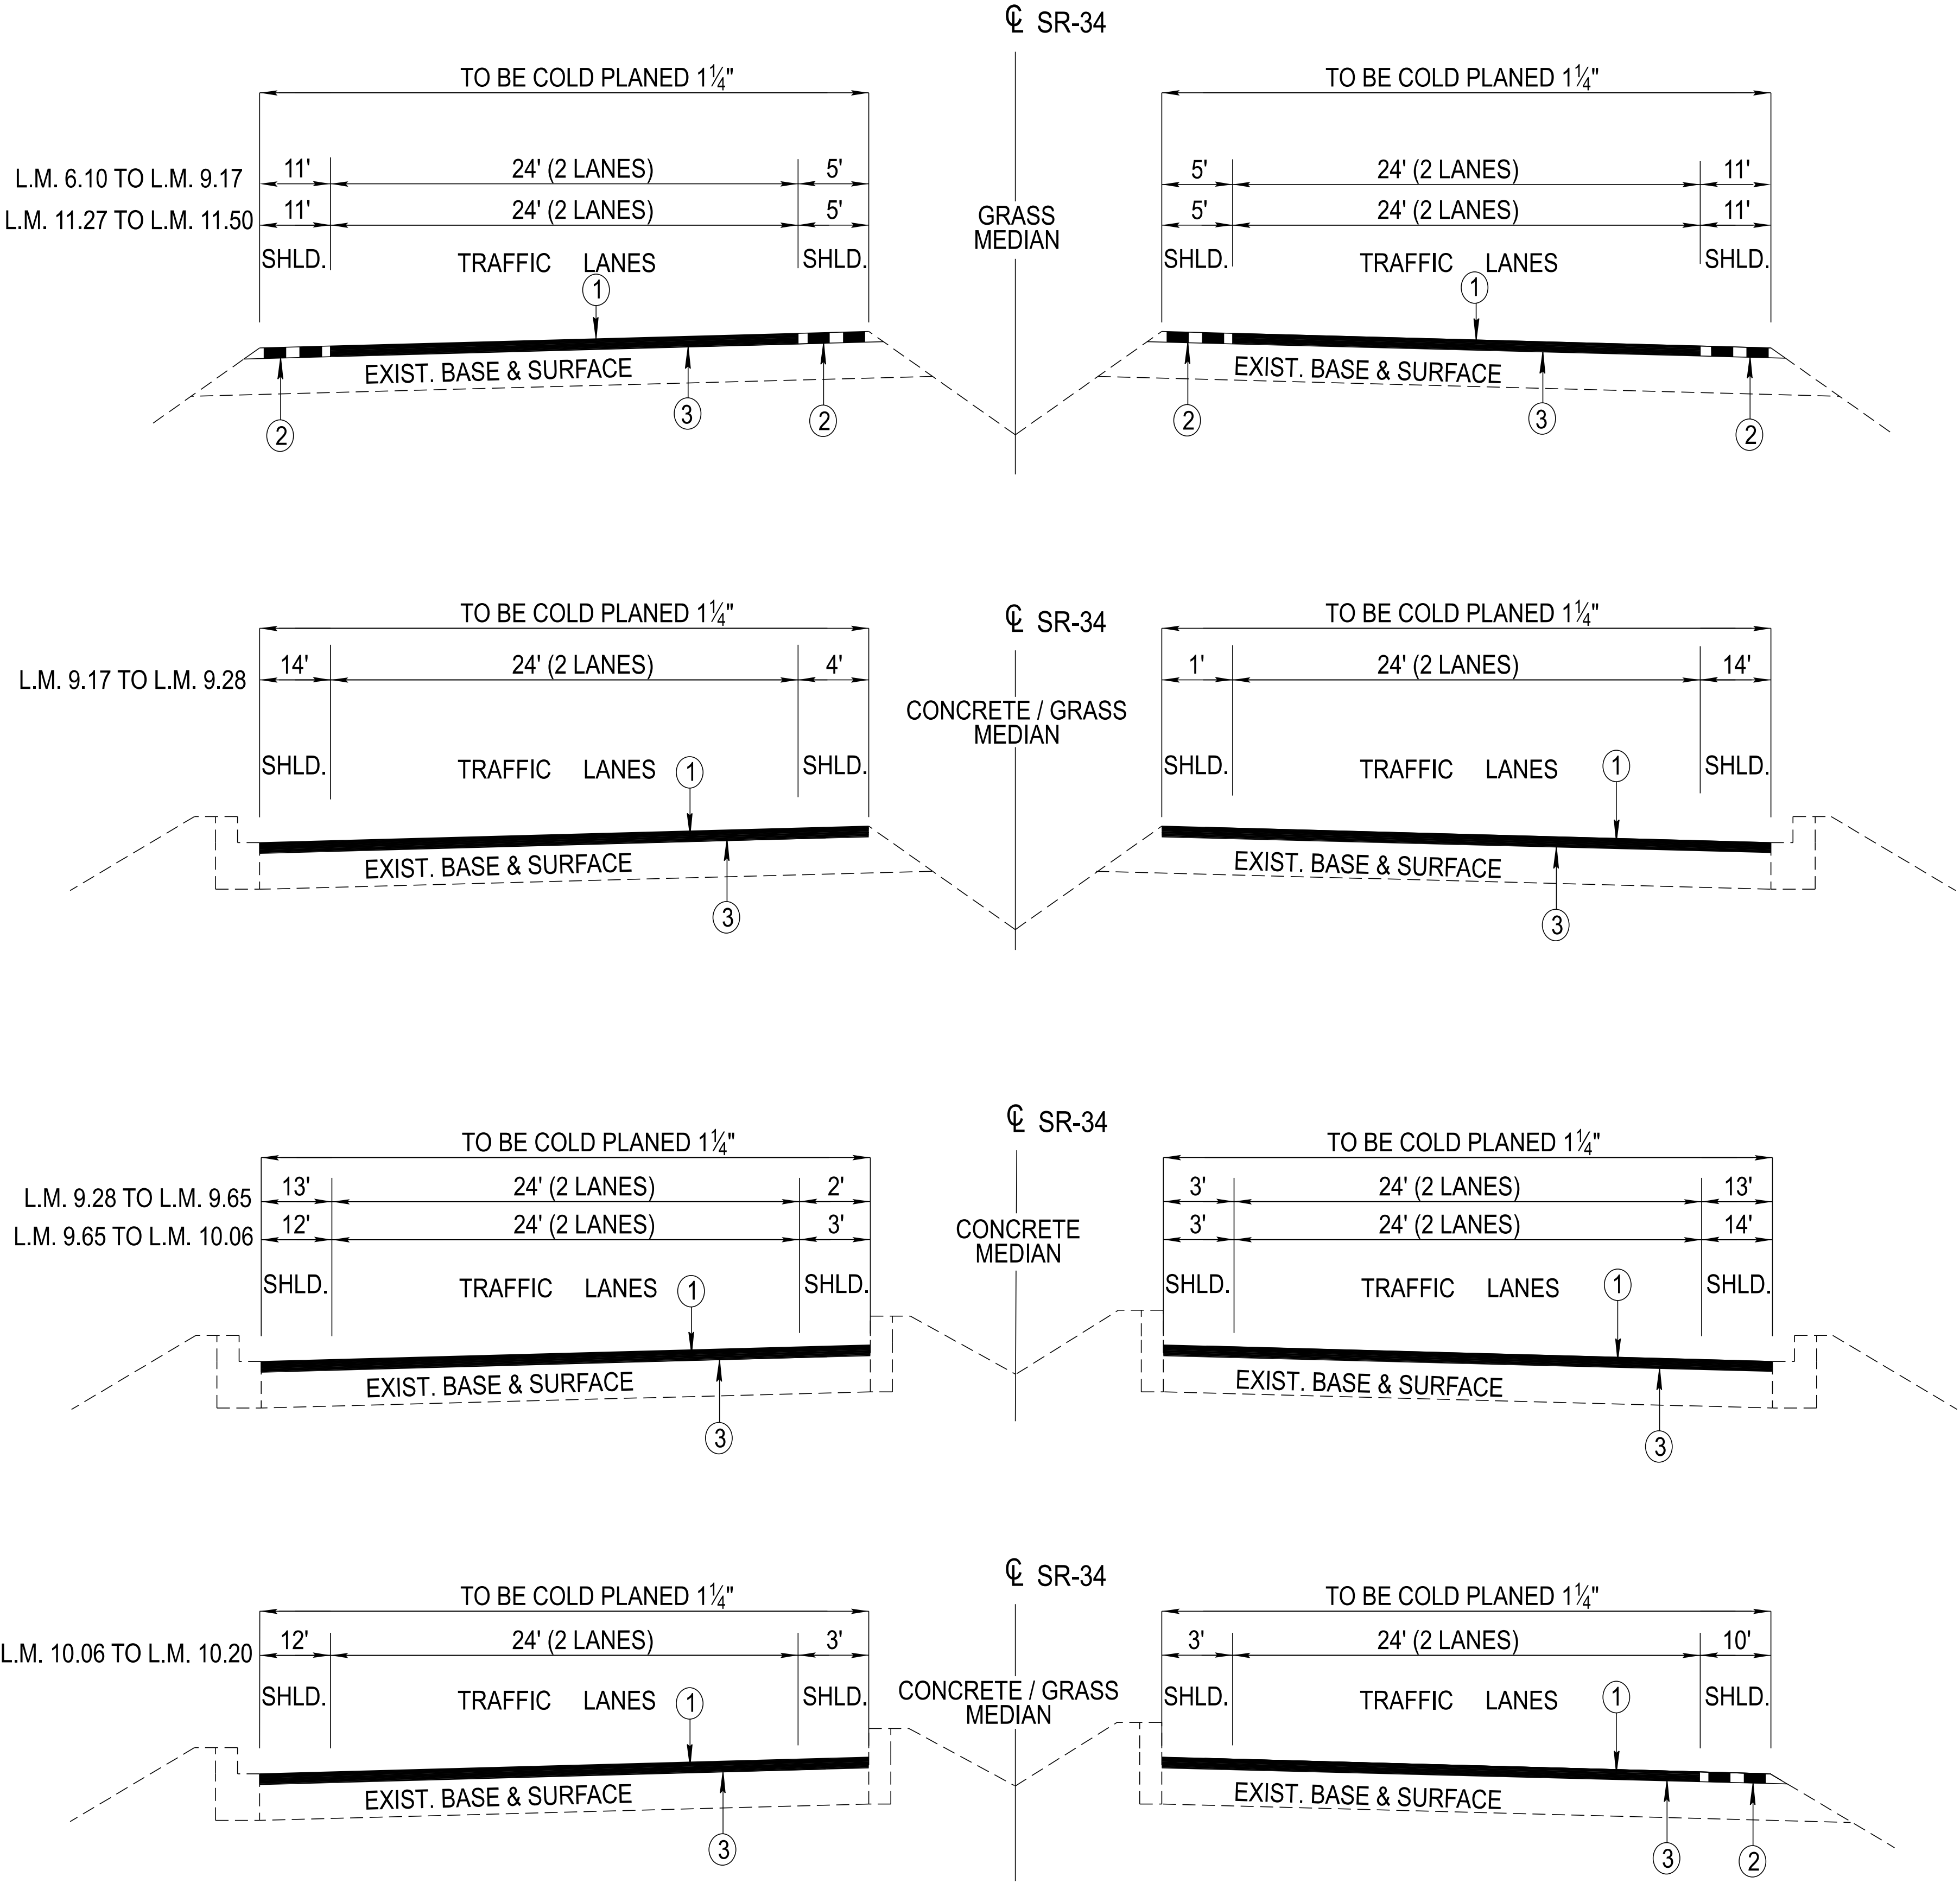 ℄ SR-34
TO BE COLD PLANED 1¼" TO BE COLD PLANED 1¼"
L.M. 6.10 TO L.M. 9.17 11' 24' (2 LANES) 5' 5' 24' (2 LANES) 11'
L.M. 11.27 TO L.M. 11.50 11' 24' (2 LANES) 5' 5' 24' (2 LANES) 11'
GRASS
MEDIAN
SHLD. TRAFFIC LANES SHLD. SHLD. TRAFFIC LANES SHLD.
1 1
EXIST. BASE & SURFACE EXIST. BASE & SURFACE
2 3 2 2 3 2
TO BE COLD PLANED 1¼" ℄ SR-34 TO BE COLD PLANED 1¼"
L.M. 9.17 TO L.M. 9.28 14' 24' (2 LANES) 4' 1' 24' (2 LANES) 14'
CONCRETE / GRASS
MEDIAN
SHLD. TRAFFIC LANES 1 SHLD. SHLD. TRAFFIC LANES 1 SHLD.
EXIST. BASE & SURFACE EXIST. BASE & SURFACE
3 3
℄ SR-34
TO BE COLD PLANED 1¼" TO BE COLD PLANED 1¼"
L.M. 9.28 TO L.M. 9.65 13' 24' (2 LANES) 2' 3' 24' (2 LANES) 13'
L.M. 9.65 TO L.M. 10.06 12' 24' (2 LANES) 3' 3' 24' (2 LANES) 14'
CONCRETE
MEDIAN
SHLD. TRAFFIC LANES 1 SHLD. SHLD. TRAFFIC LANES 1 SHLD.
EXIST. BASE & SURFACE EXIST. BASE & SURFACE
3 3
℄ SR-34
TO BE COLD PLANED 1¼" TO BE COLD PLANED 1¼"
L.M. 10.06 TO L.M. 10.20 12' 24' (2 LANES) 3' 3' 24' (2 LANES) 10'
CONCRETE / GRASS
MEDIAN
SHLD. TRAFFIC LANES 1 SHLD. SHLD. TRAFFIC LANES 1 SHLD.
EXIST. BASE & SURFACE EXIST. BASE & SURFACE
3 3 2